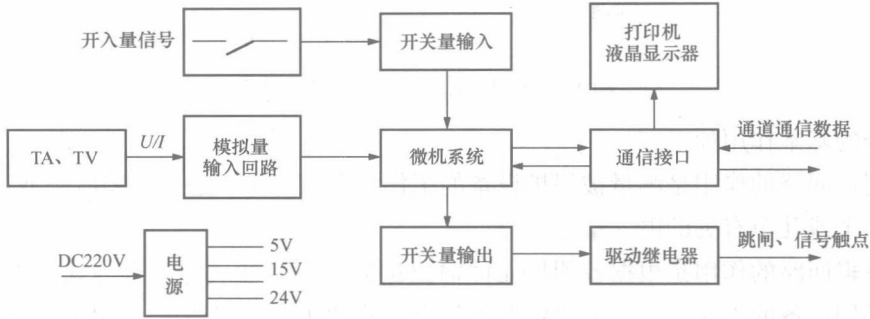 开入量信号
开关量输入
打印机
液晶显示器
TA、TV
U/I
模拟量
输入回路
微机系统
通信接口
通道通信数据
开关量输出
驱动继电器
跳闸、信号触点
DC220V
电
源
5V
15V
24V